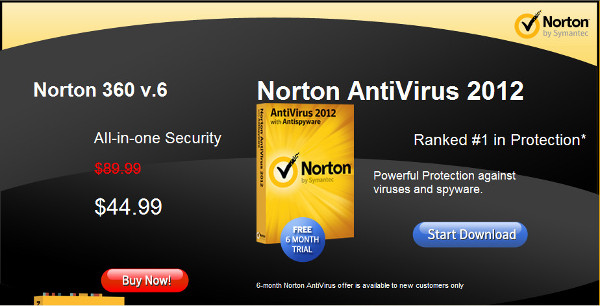 Norton
by Symantec
Norton 360 v.6
All-in-one Security
$89.99
$44.99
Buy Now!
Norton AntiVirus 2012
AntiVirus 2012
with Antispyware
Norton AntiVirus 2012
Norton
by Symantec
FREE
6 MONTH
TRIAL
Ranked #1 in Protection*
Powerful Protection against
viruses and spyware.
Start Download
6-month Norton AntiVirus offer is available to new customers only